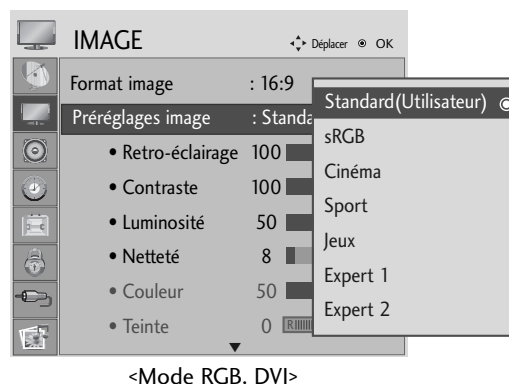 IMAGE
Déplacer OK
Format image : 16:9
Préréglages image : Standa
• Retro-éclairage 100
• Contraste 100
• Luminosité 50
• Netteté 8
• Couleur 50
• Teinte 0 R
Standard(Utilisateur)
sRGB
Cinéma
Sport
Jeux
Expert 1
Expert 2
<Mode RGB, DVI>